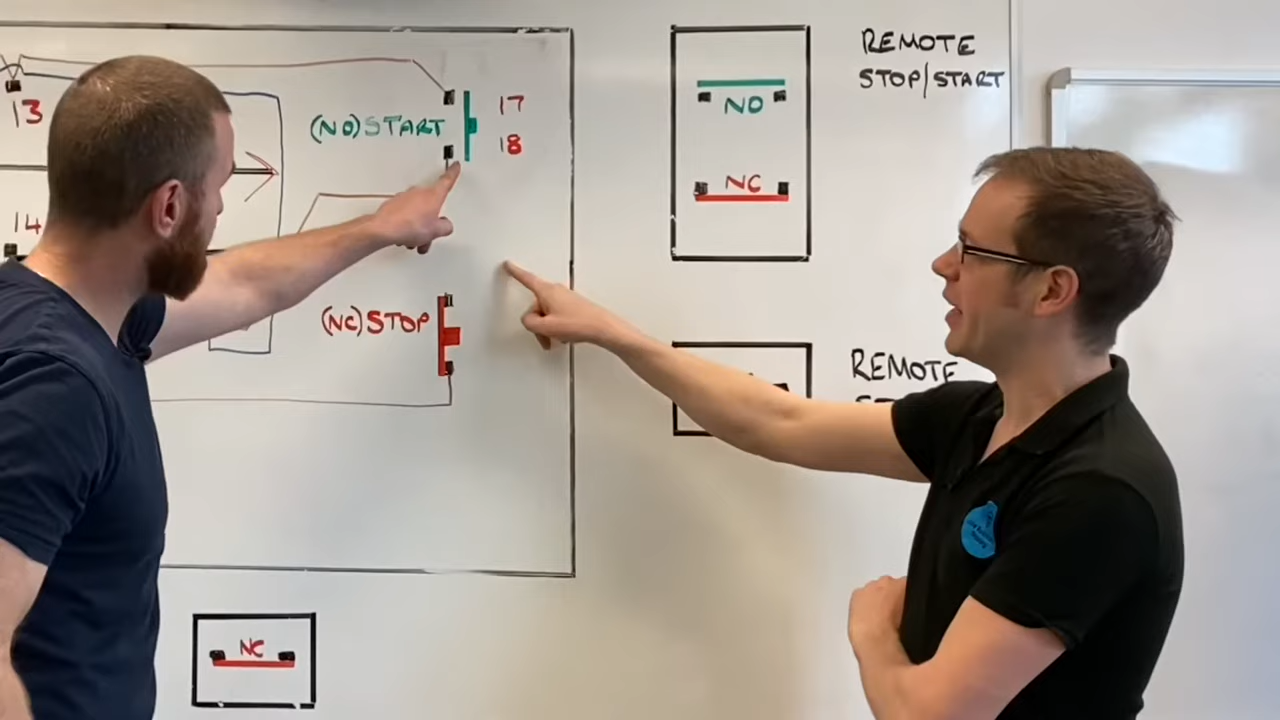 13
14
(NO) START
17
18
(NC) STOP
NC
NO
NC
REMOTE
STOP/START
REMOTE